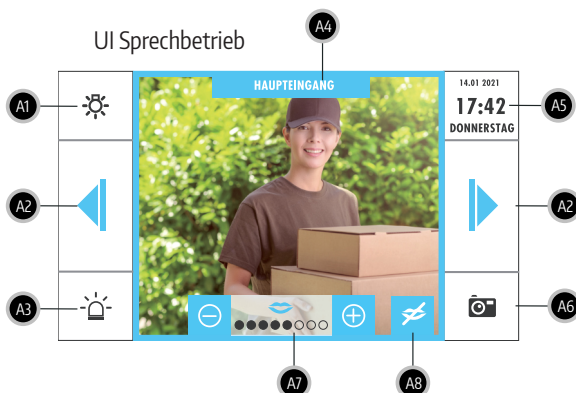 UI Sprechbetrieb
A4
HAUPTEINGANG
14.01 2021
17:42
DONNERSTAG
A1
A5
A2
A2
A3
A6
A7
A8